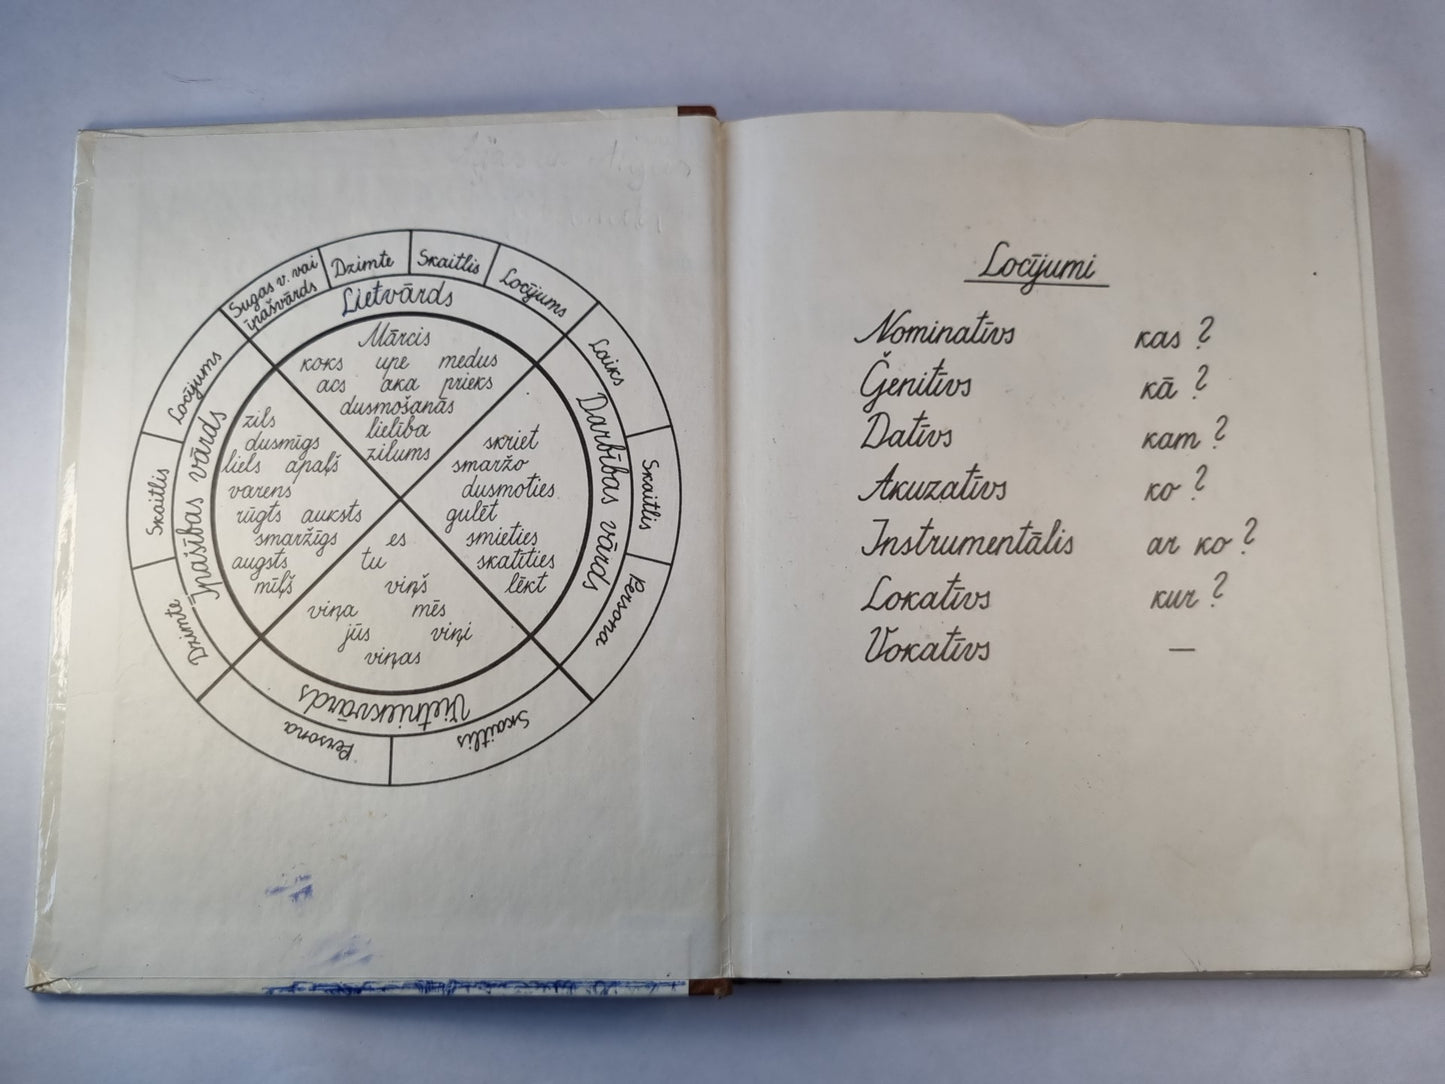 Sugas v. vai
īpašvārds
Dzimte
Skaitlis
Locījums
Lietvārds
Mārcis
koks upe medus
acs aka prieks
dusmošanās
lielība
zilums
Laiks
Skaitlis
Persona
Darbības vārds
skriet
smaržo
dusmoties
gulēt
smieties
skatīties
lēkt
Skaitlis
Persona
Vietniekvārds
es
tu
viņš
viņa mēs
jūs viņi
viņas
Locījums
Skaitlis
Dzimte
Īpašības vārds
zils
dusmīgs
liels apaļš
varens
rūgts auksts
smaržīgs
augsts
mīļš
Locījumi
Nominatīvs kas ?
Ģenitīvs kā ?
Datīvs kam ?
Akuzatīvs ko ?
Instrumentālis ar ko ?
Lokatīvs kur ?
Vokatīvs —